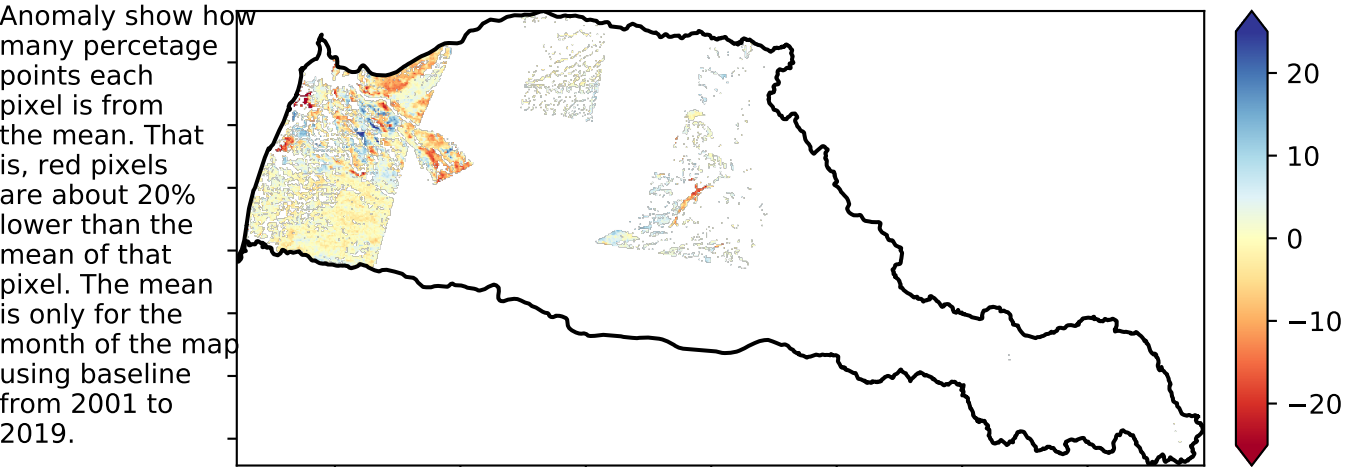 Anomaly show how
many percetage
points each
pixel is from
the mean. That
is, red pixels
are about 20%
lower than the
mean of that
pixel. The mean
is only for the
month of the map
using baseline
from 2001 to
2019.
20
10
0
−10
−20